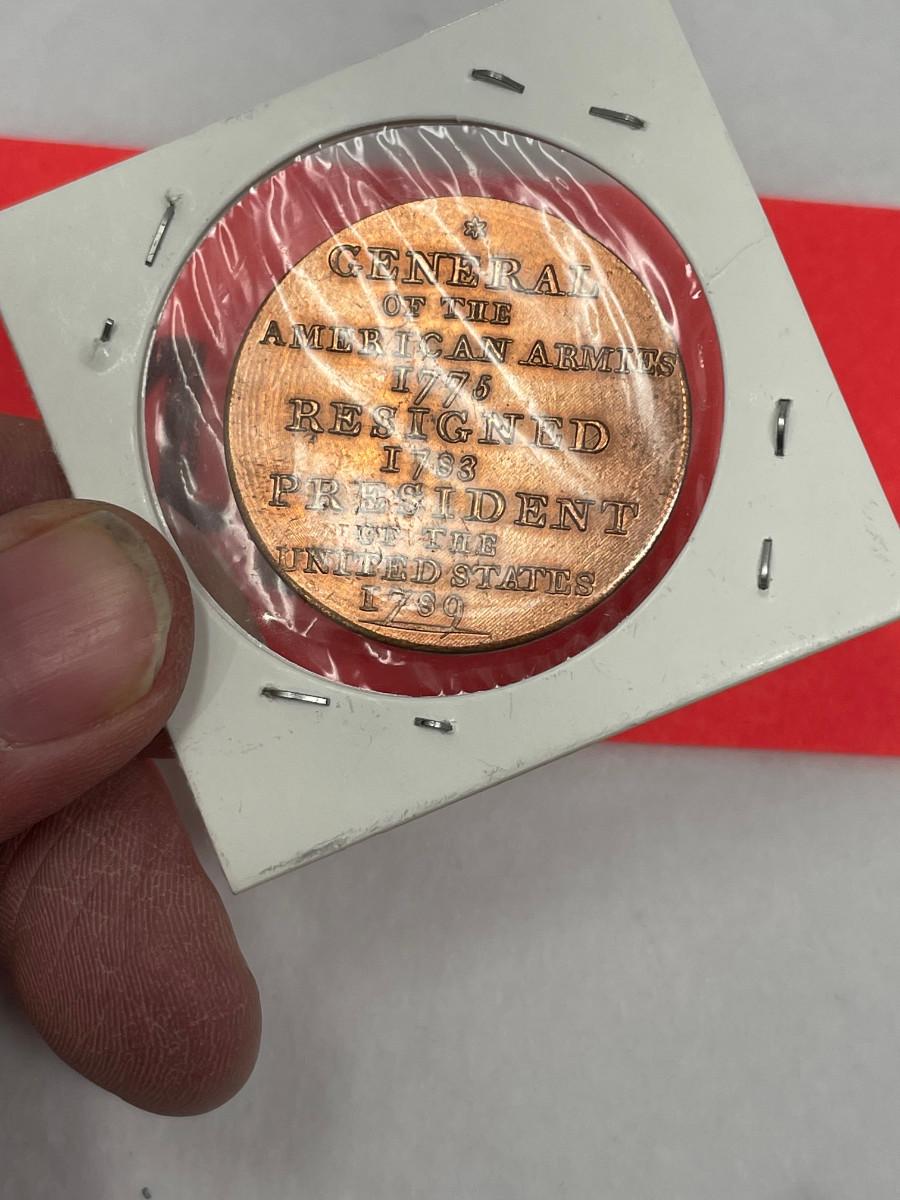 GENERAL
OF THE
AMERICAN ARMIES
1775
RESIGNED
1783
PRESIDENT
OF THE
UNITED STATES
1789